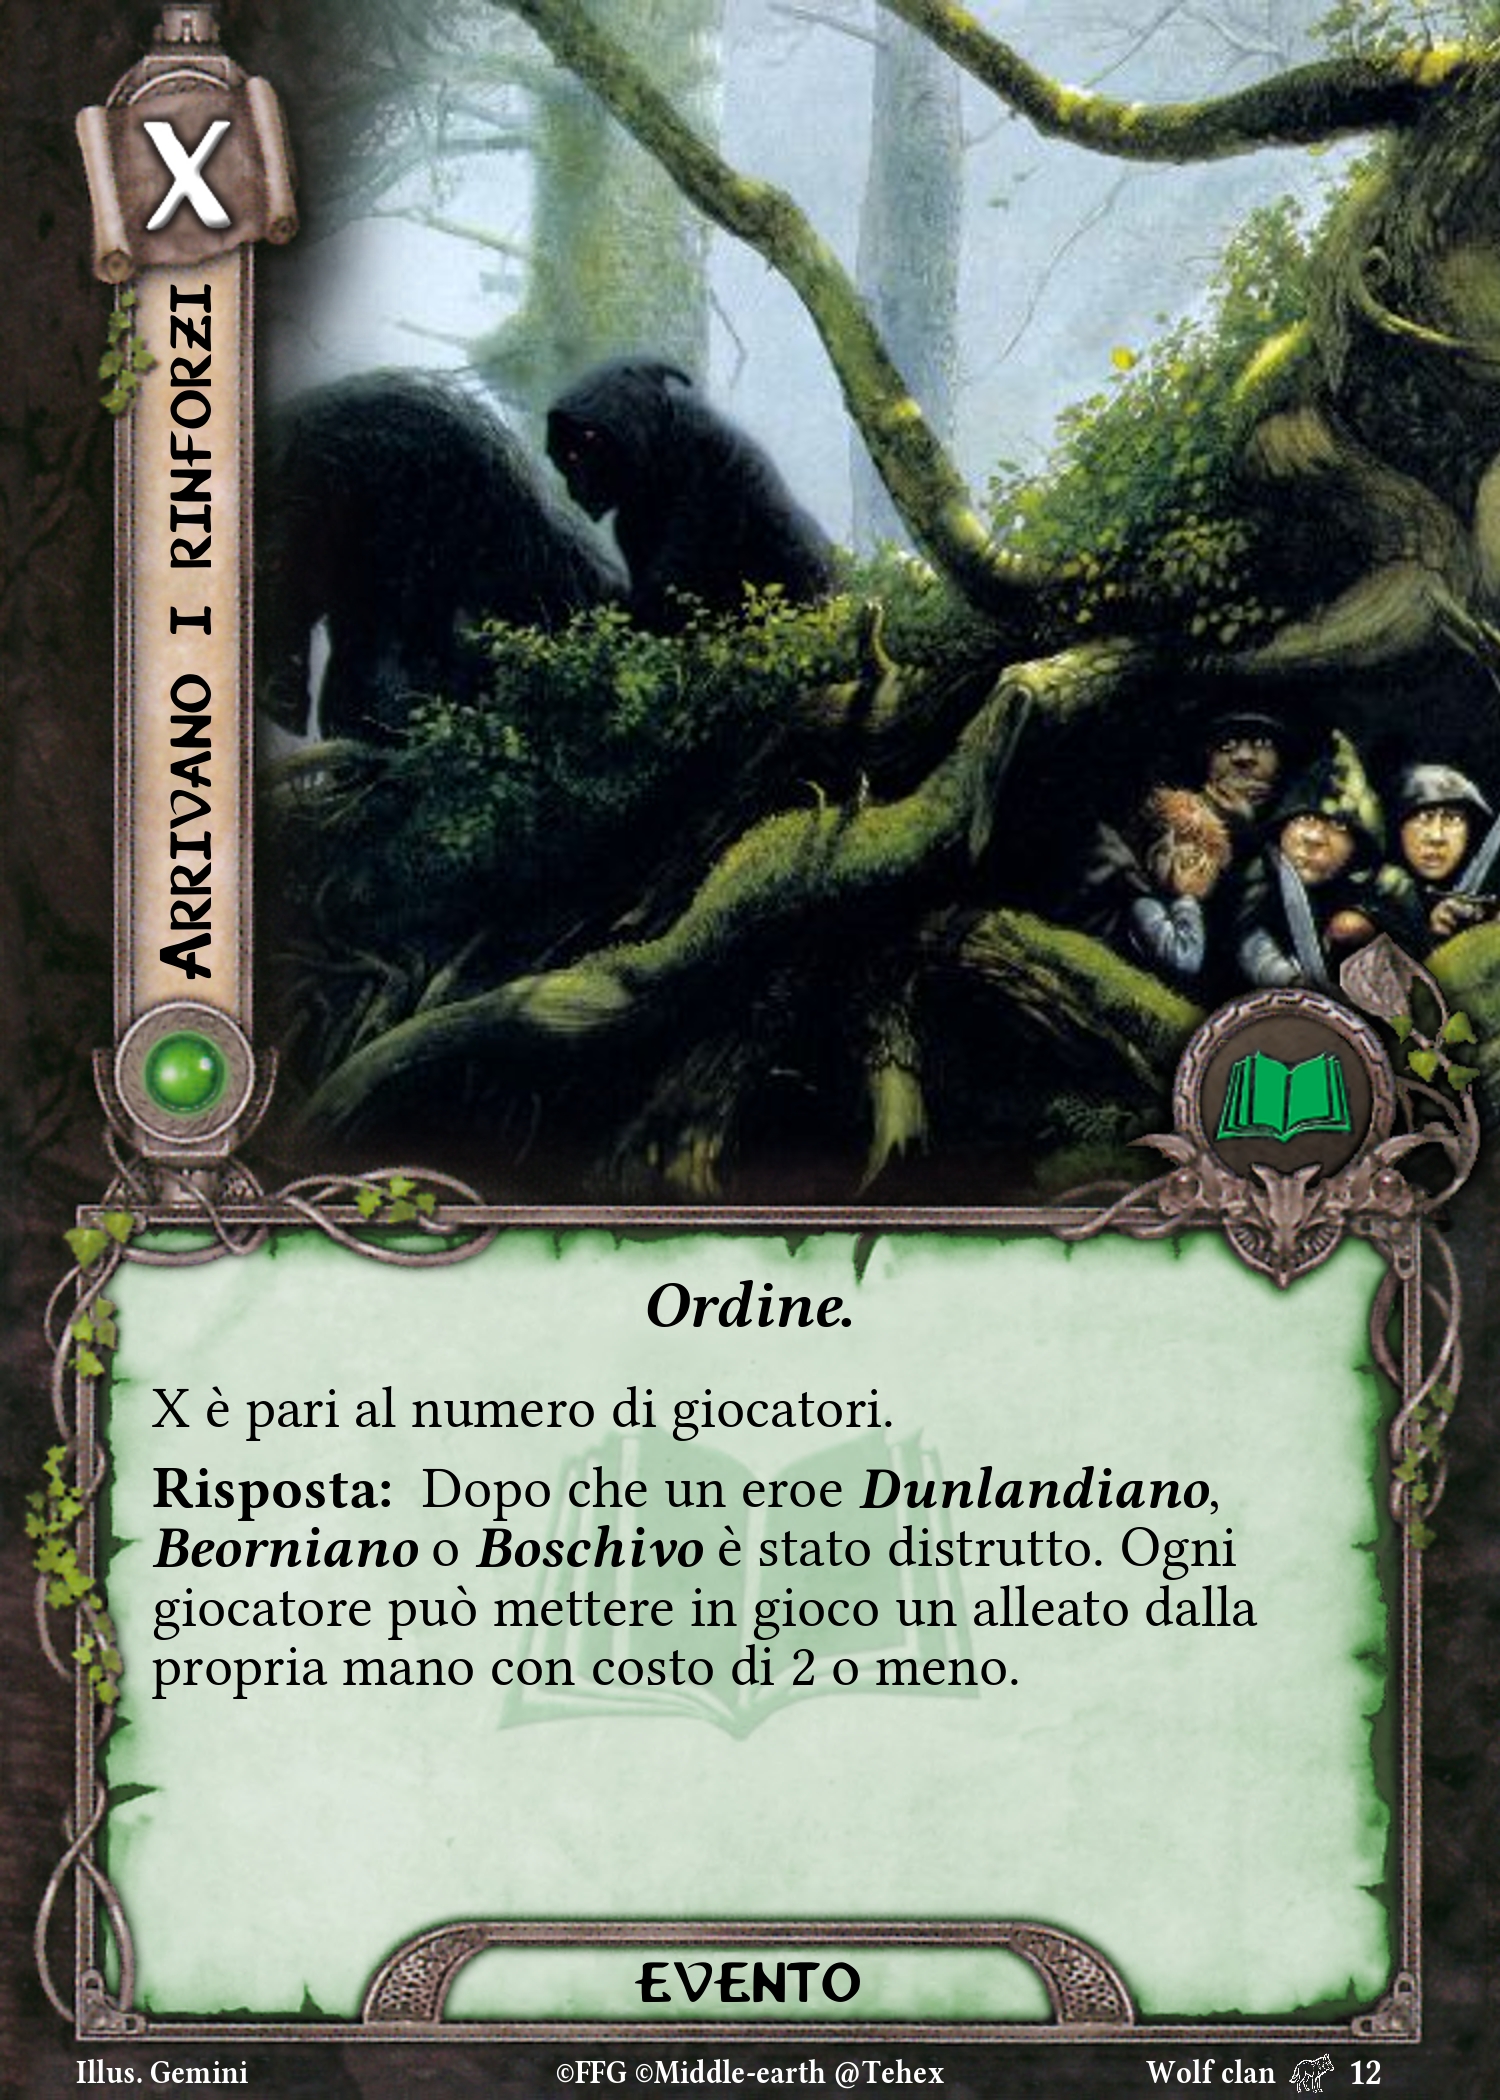 X
Arrivano i rinforzi
Ordine.
X è pari al numero di giocatori.
Risposta: Dopo che un eroe Dunlandiano,
Beorniano o Boschivo è stato distrutto. Ogni
giocatore può mettere in gioco un alleato dalla
propria mano con costo di 2 o meno.
EVENTO
Illus. Gemini ©FFG ©Middle-earth @Tehex Wolf clan 12